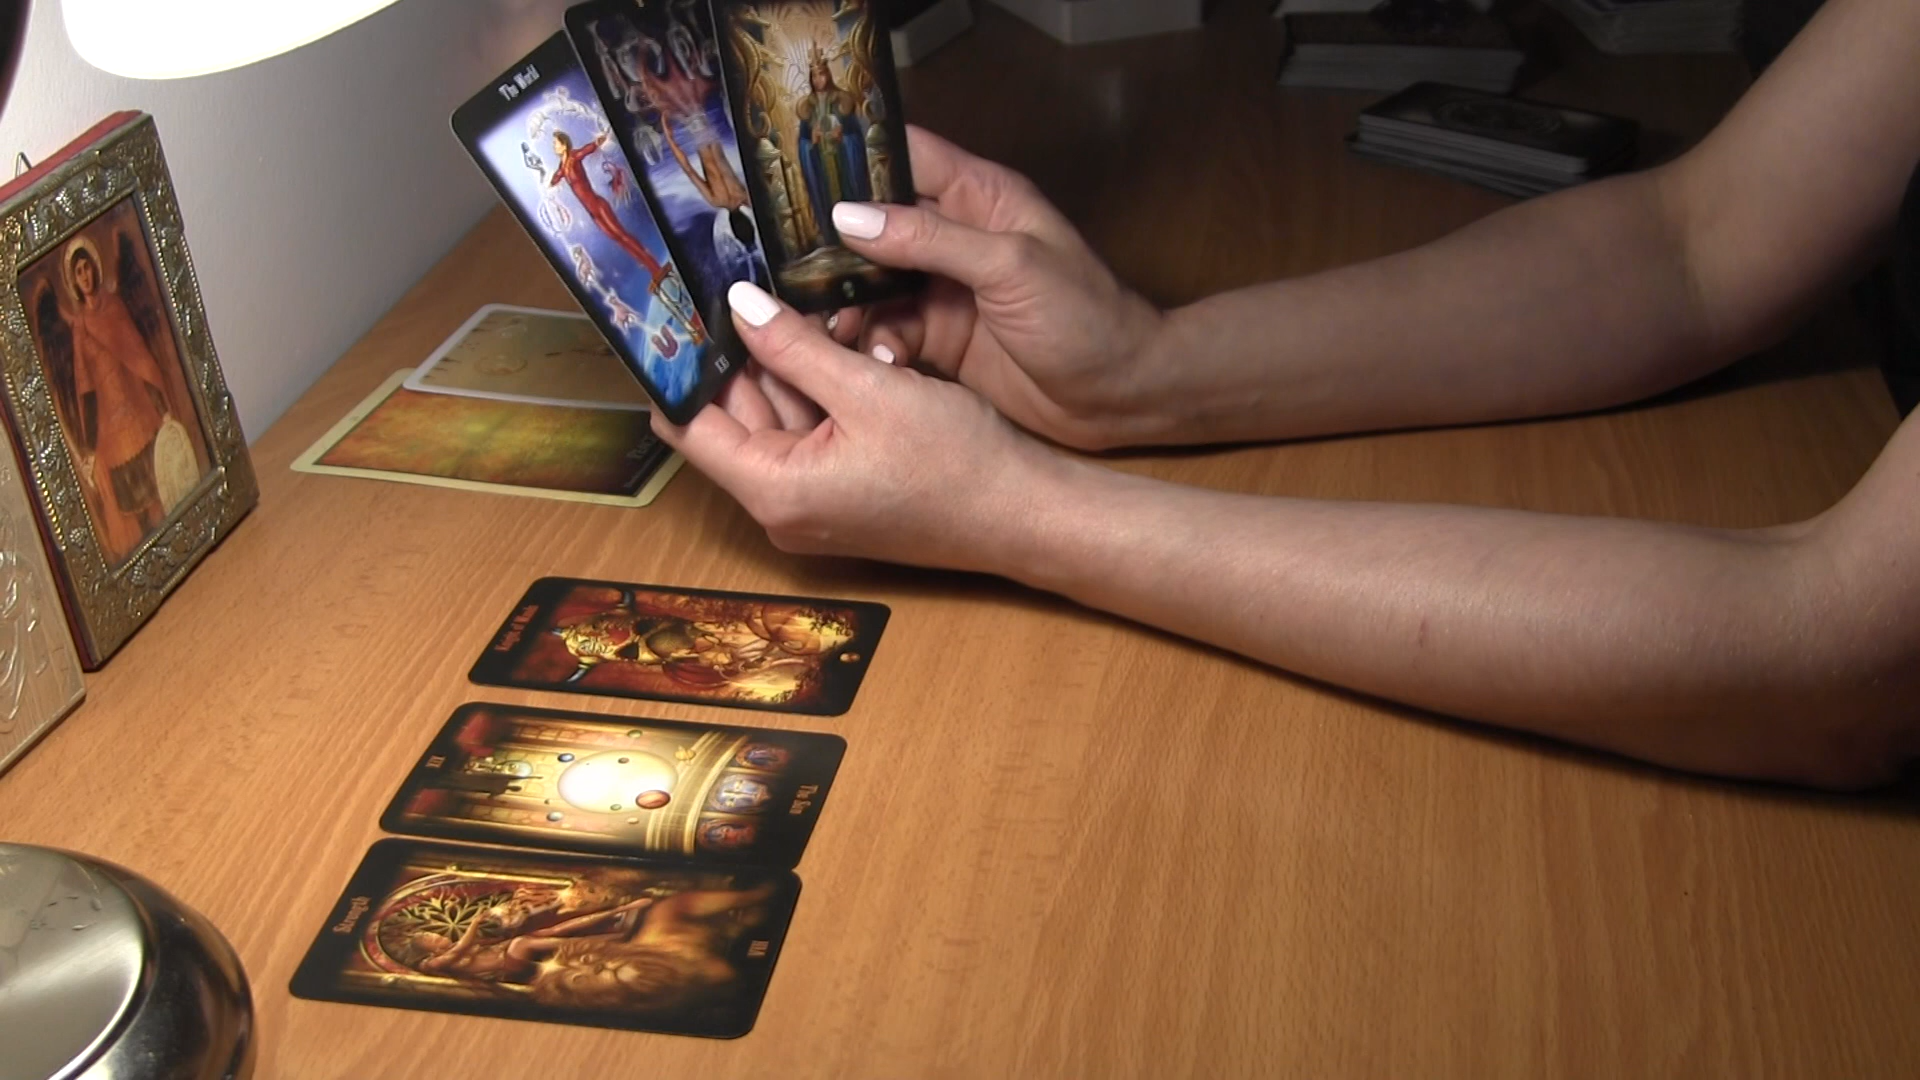 The World
XXI
Knight of Wands
XIX
The Sun
Strength
VIII